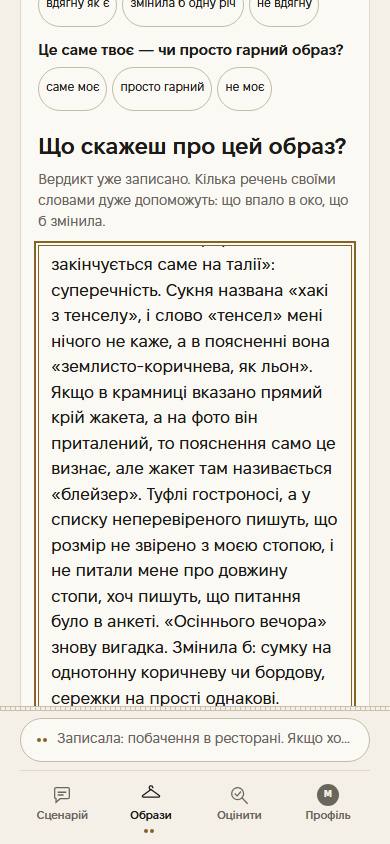 вдягну як є
змінила б одну річ
не вдягну
Це саме твоє — чи просто гарний образ?
саме моє
просто гарний
не моє
Що скажеш про цей образ?
Вердикт уже записано. Кілька речень своїми
словами дуже допоможуть: що впало в око, що
б змінила.
закінчується саме на талії»:
суперечність. Сукня названа «хакі
з тенселу», і слово «тенсел» мені
нічого не каже, а в поясненні вона
«землисто-коричнева, як льон».
Якщо в крамниці вказано прямий
крій жакета, а на фото він
приталений, то пояснення само це
визнає, але жакет там називається
«блейзер». Туфлі гостроносі, а у
списку неперевіреного пишуть, що
розмір не звірено з моєю стопою, і
не питали мене про довжину
стопи, хоч пишуть, що питання
було в анкеті. «Осіннього вечора»
знову вигадка. Змінила б: сумку на
однотонну коричневу чи бордову,
сережки на прості однакові.
Записала: побачення в ресторані. Якщо хо...
М
Сценарій
Образи
Оцінити
Профіль